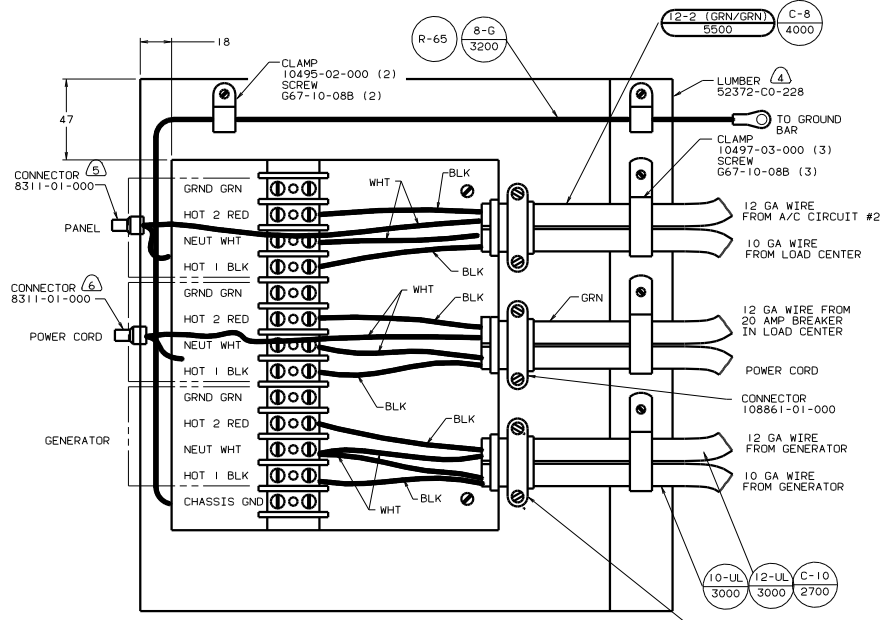 12-2 (GRN/GRN)
5500
C-8
4000
R-65
8-G
3200
18
CLAMP
10495-02-000 (2)
SCREW
G67-10-08B (2)
LUMBER 4
52372-C0-228
47
TO GROUND
BAR
CLAMP
10497-03-000 (3)
SCREW
G67-10-08B (3)
CONNECTOR 5
8311-01-000
PANEL
GRND GRN
HOT 2 RED
NEUT WHT
HOT 1 BLK
WHT
BLK
BLK
12 GA WIRE
FROM A/C CIRCUIT #2
10 GA WIRE
FROM LOAD CENTER
CONNECTOR 6
8311-01-000
POWER CORD
GRND GRN
HOT 2 RED
NEUT WHT
HOT 1 BLK
WHT
BLK
GRN
BLK
12 GA WIRE FROM
20 AMP BREAKER
IN LOAD CENTER
POWER CORD
CONNECTOR
108861-01-000
GENERATOR
GRND GRN
HOT 2 RED
NEUT WHT
HOT 1 BLK
CHASSIS GND
BLK
WHT
BLK
12 GA WIRE
FROM GENERATOR
10 GA WIRE
FROM GENERATOR
10-UL
3000
12-UL
3000
C-10
2700